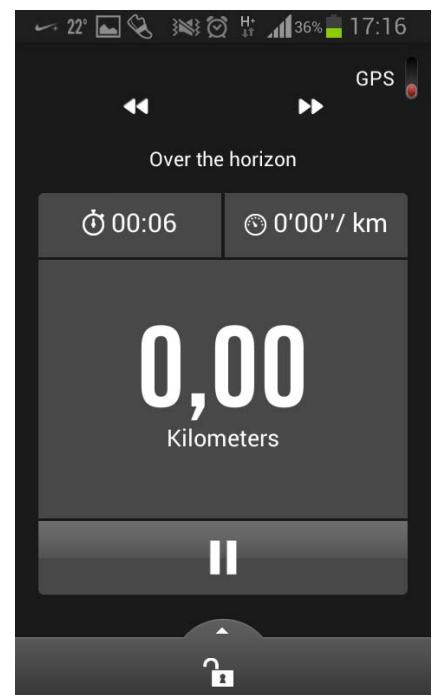 22° H+ 36% 17:16
GPS
Over the horizon
00:06 0'00''/ km
0,00
Kilometers